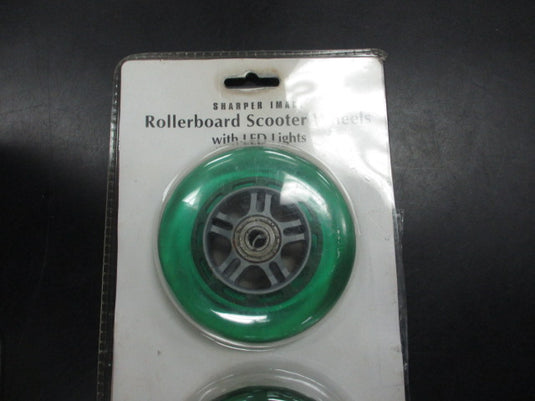 SHARPER IMAGE
Rollerboard Scooter Wheels
with LED Lights